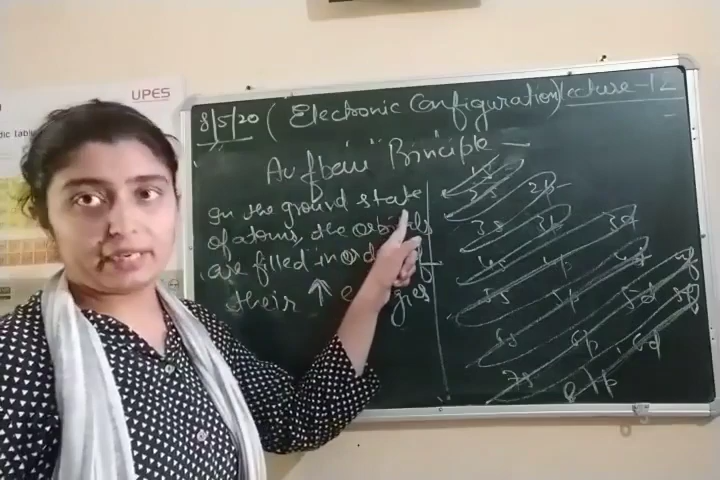 UPES
8/5/20 ( Electronic Configuration) Lecture-12
Aufbau" Principle -
In the ground state
of atoms, the orbitals
are filled in order of
their ↑
1s
2s 2p
3s 3p 3d
4s 4p 4d 4f
5s 5p 5d 5f
6s 6p 6d
7s 7p